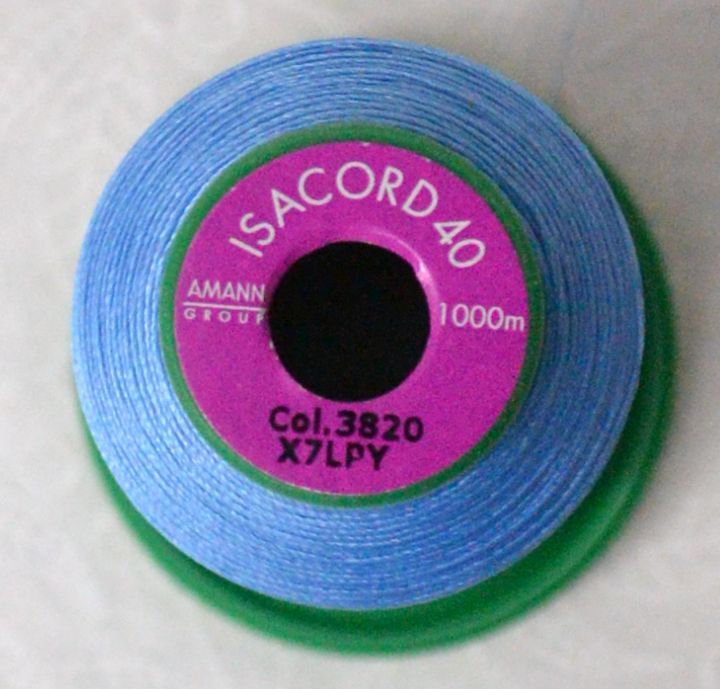 ISACORD 40
AMANN
GROUP
1000m
Col.3820
X7LPY